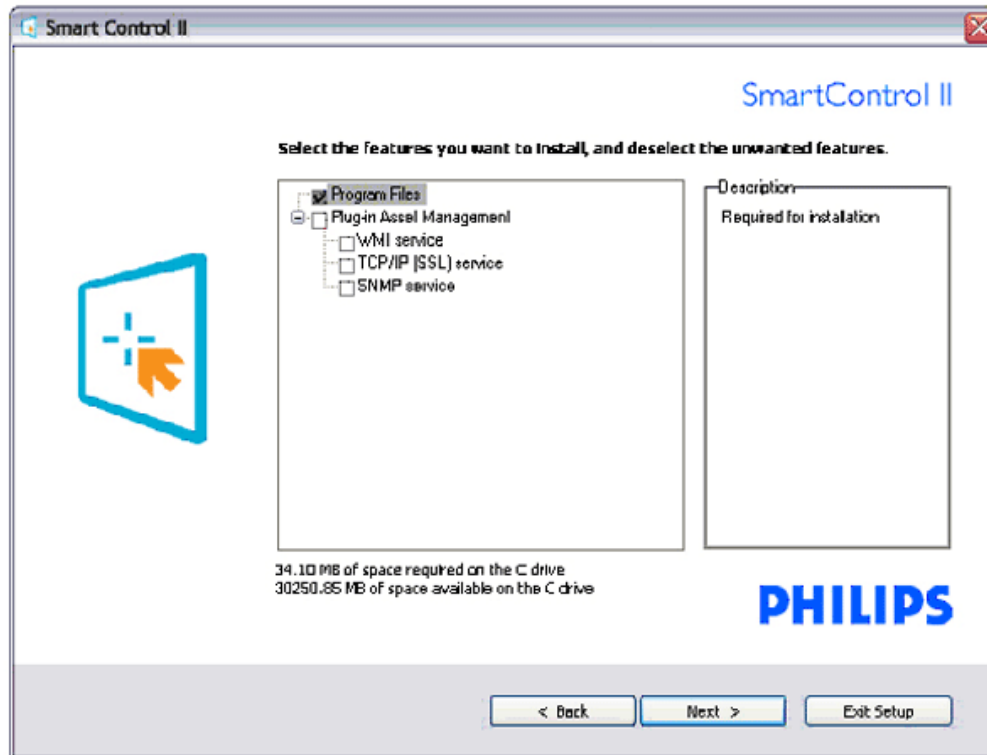 Smart Control II
SmartControl II
Select the features you want to install, and deselect the unwanted features.
Program Files
Plug-in Asset Management
WMI service
TCP/IP (SSL) service
SNMP service
Description
Required for installation
34.10 MB of space required on the C drive
30250.85 MB of space available on the C drive
PHILIPS
< Back
Next >
Exit Setup